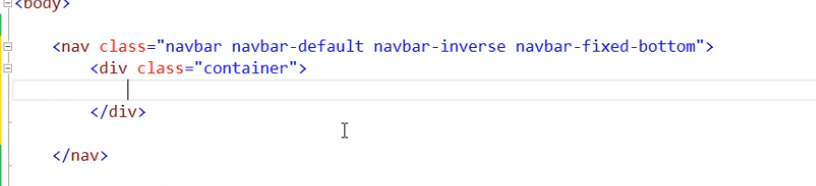 <body>
<nav class="navbar navbar-default navbar-inverse navbar-fixed-bottom">
<div class="container">
</div>
</nav>